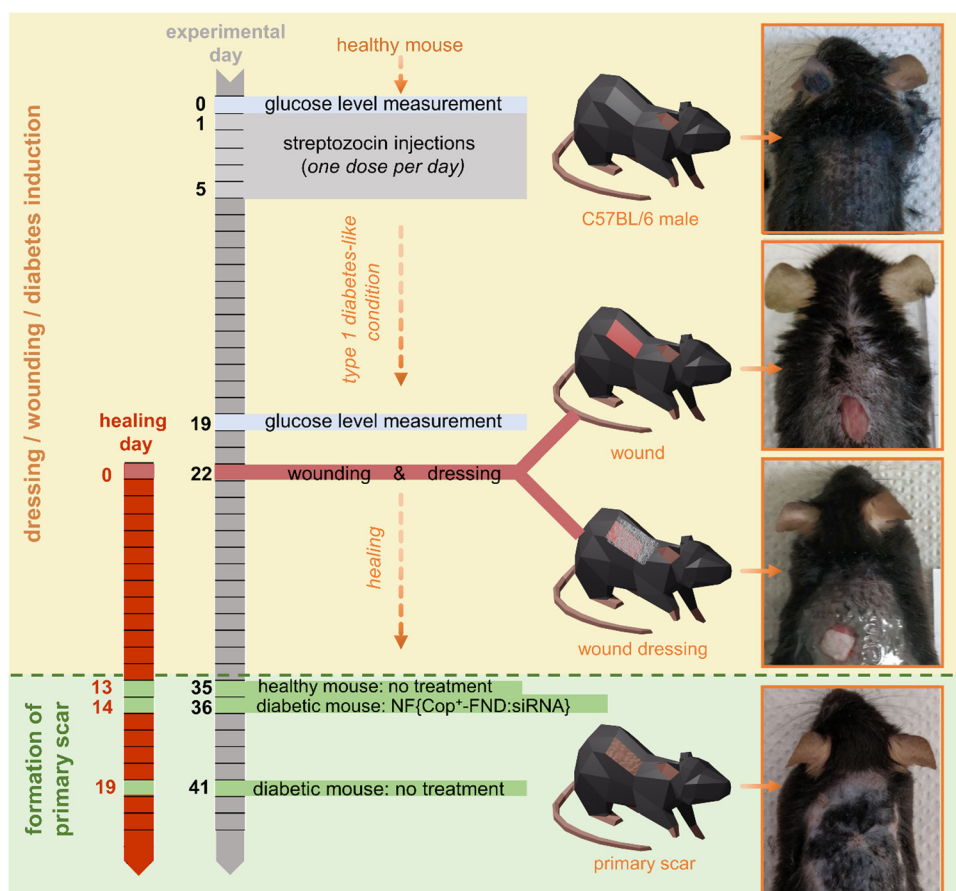 experimental
day
healthy mouse
0
glucose level measurement
1
streptozocin injections
(one dose per day)
5
C57BL/6 male
dressing / wounding / diabetes induction
type 1 diabetes-like
condition
19
glucose level measurement
healing
day
wound
0
22
wounding & dressing
healing
wound dressing
formation of
primary scar
13
35
healthy mouse: no treatment
14
36
diabetic mouse: NF{Cop⁺-FND:siRNA}
19
41
diabetic mouse: no treatment
primary scar